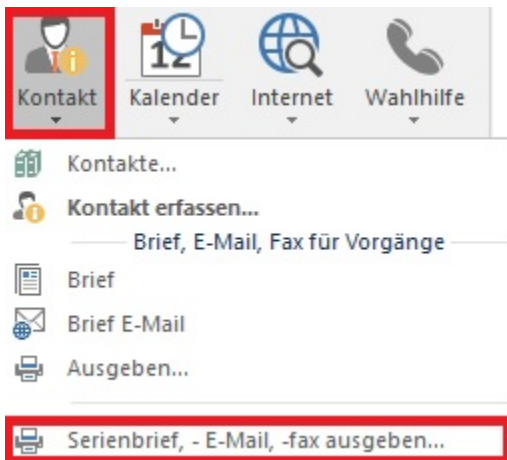 12
Kontakt Kalender Internet Wahlhilfe
Kontakte...
Kontakt erfassen...
Brief, E-Mail, Fax für Vorgänge
Brief
Brief E-Mail
Ausgeben...
Serienbrief, - E-Mail, -fax ausgeben...